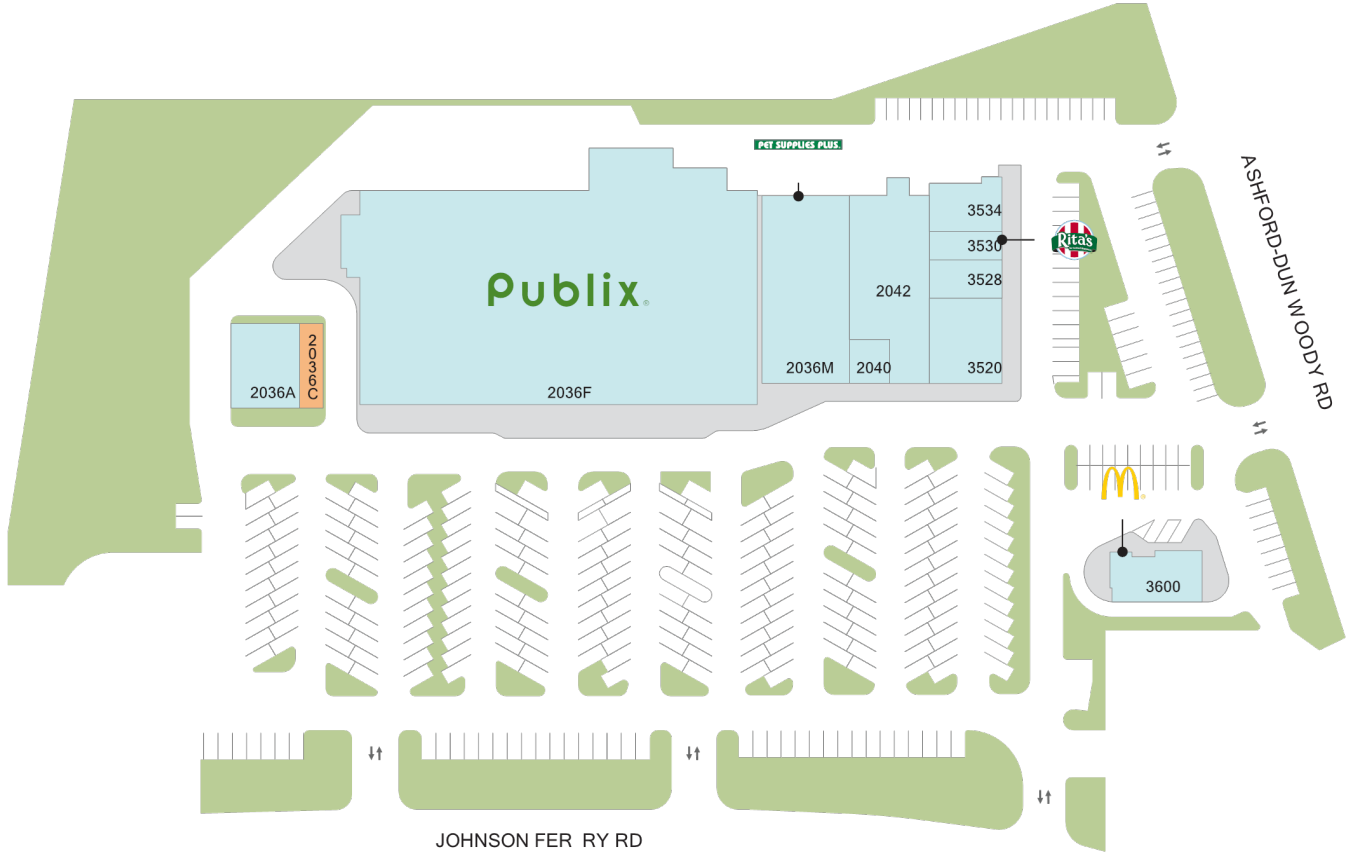 PET SUPPLIES PLUS.
ASHFORD-DUN WOODY RD
3534
Rita's
3530
Publix
3528
2042
2036C
2036A
2036F
2036M
2040
3520
3600
JOHNSON FER RY RD